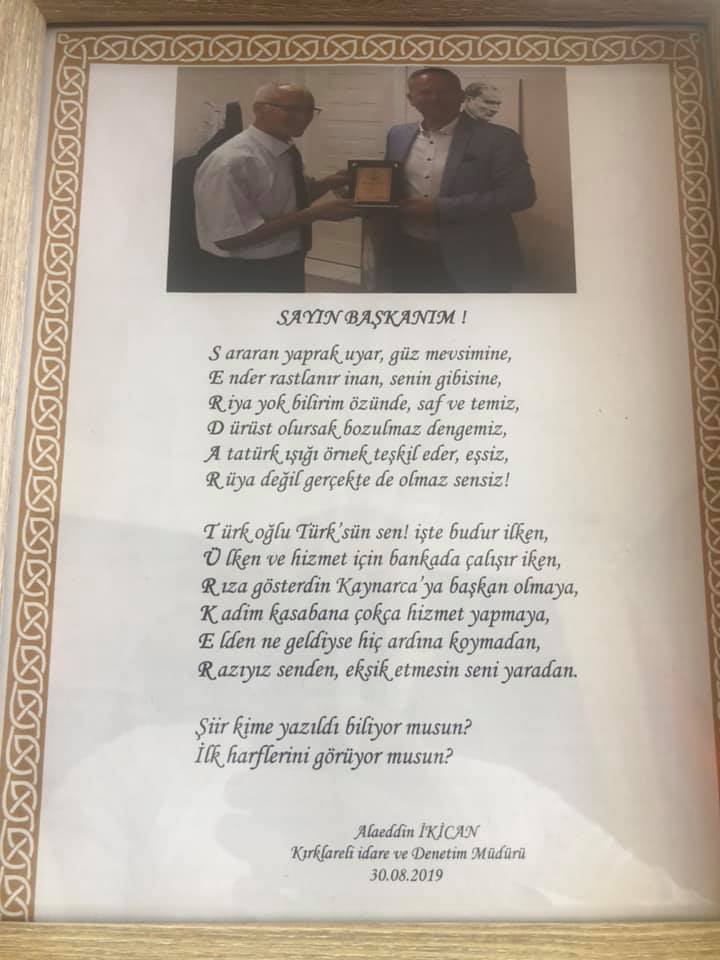 SAYIN BAŞKANIM !
S araran yaprak uyar, güz mevsimine,
E nder rastlanır inan, senin gibisine,
R iya yok bilirim özünde, saf ve temiz,
D ürüst olursak bozulmaz dengemiz,
A tatürk ışığı örnek teşkil eder, eşsiz,
R üya değil gerçekte de olmaz sensiz!
T ürk oğlu Türk'sün sen! işte budur ilken,
Ü lken ve hizmet için bankada çalışır iken,
R ıza gösterdin Kaynarca'ya başkan olmaya,
K adim kasabana çokça hizmet yapmaya,
E lden ne geldiyse hiç ardına koymadan,
R azıyız senden, ekşik etmesin seni yaradan.
Şiir kime yazıldı biliyor musun?
İlk harflerini görüyor musun?
Alaeddin İKİCAN
Kırklareli idare ve Denetim Müdürü
30.08.2019